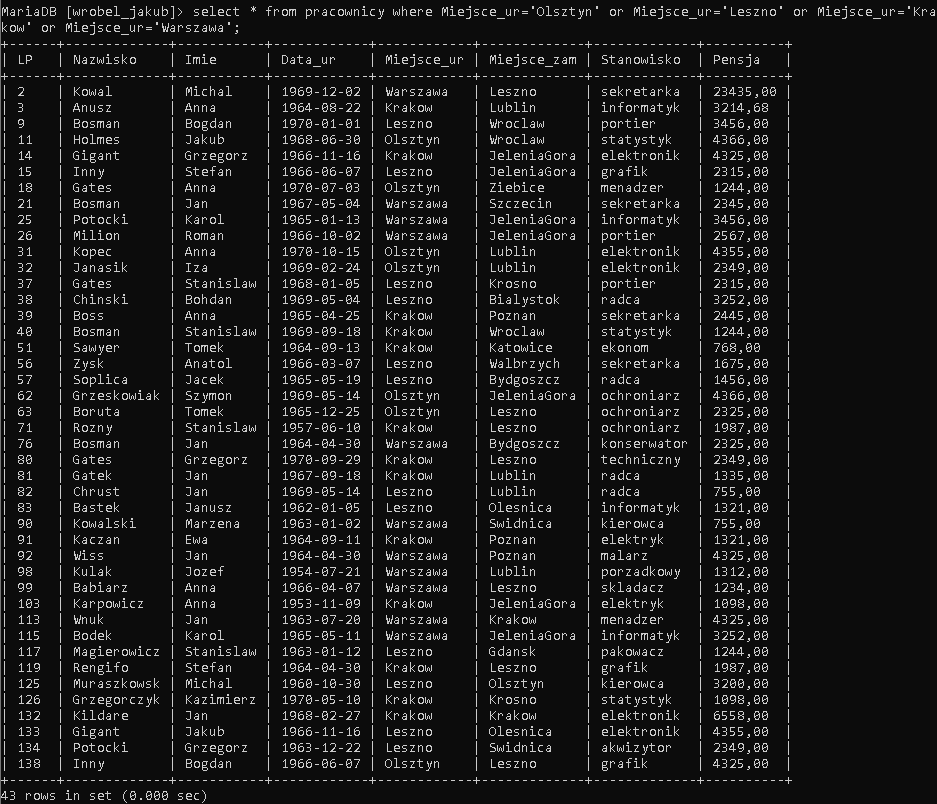 MariaDB [wrobel_jakub]> select * from pracownicy where Miejsce_ur='Olsztyn' or Miejsce_ur='Leszno' or Miejsce_ur='Kra
kow' or Miejsce_ur='Warszawa';
+-----+-------------+-----------+------------+------------+-------------+-------------+----------+
| LP | Nazwisko | Imie | Data_ur | Miejsce_ur | Miejsce_zam | Stanowisko | Pensja |
+-----+-------------+-----------+------------+------------+-------------+-------------+----------+
| 2 | Kowal | Michal | 1969-12-02 | Warszawa | Leszno | sekretarka | 23435,00 |
| 3 | Anusz | Anna | 1964-08-22 | Krakow | Lublin | informatyk | 3214,68 |
| 9 | Bosman | Bogdan | 1970-01-01 | Leszno | Wroclaw | portier | 3456,00 |
| 11 | Holmes | Jakub | 1968-06-30 | Olsztyn | Wroclaw | statystyk | 4366,00 |
| 14 | Gigant | Grzegorz | 1966-11-16 | Krakow | JeleniaGora | elektronik | 4325,00 |
| 15 | Inny | Stefan | 1966-06-07 | Leszno | JeleniaGora | grafik | 2315,00 |
| 18 | Gates | Anna | 1970-07-03 | Olsztyn | Ziebice | menadzer | 1244,00 |
| 21 | Bosman | Jan | 1967-05-04 | Warszawa | Szczecin | sekretarka | 2345,00 |
| 25 | Potocki | Karol | 1965-01-13 | Warszawa | JeleniaGora | informatyk | 3456,00 |
| 26 | Milion | Roman | 1966-10-02 | Warszawa | JeleniaGora | portier | 2567,00 |
| 31 | Kopec | Anna | 1970-10-15 | Olsztyn | Lublin | elektronik | 4355,00 |
| 32 | Janasik | Iza | 1969-02-24 | Olsztyn | Lublin | elektronik | 2349,00 |
| 37 | Gates | Stanislaw | 1968-01-05 | Leszno | Krosno | portier | 2315,00 |
| 38 | Chinski | Bohdan | 1969-05-04 | Leszno | Bialystok | radca | 3252,00 |
| 39 | Boss | Anna | 1965-04-25 | Krakow | Poznan | sekretarka | 2445,00 |
| 40 | Bosman | Stanislaw | 1969-09-18 | Krakow | Wroclaw | statystyk | 1244,00 |
| 51 | Sawyer | Tomek | 1964-09-13 | Krakow | Katowice | ekonom | 768,00 |
| 56 | Zysk | Anatol | 1966-03-07 | Leszno | Walbrzych | sekretarka | 1675,00 |
| 57 | Soplica | Jacek | 1965-05-19 | Leszno | Bydgoszcz | radca | 1456,00 |
| 62 | Grzeskowiak | Szymon | 1969-05-14 | Olsztyn | JeleniaGora | ochroniarz | 4366,00 |
| 63 | Boruta | Tomek | 1965-12-25 | Olsztyn | Leszno | ochroniarz | 2325,00 |
| 71 | Rozny | Stanislaw | 1957-06-10 | Krakow | Leszno | ochroniarz | 1987,00 |
| 76 | Bosman | Jan | 1964-04-30 | Warszawa | Bydgoszcz | konserwator | 2325,00 |
| 80 | Gates | Grzegorz | 1970-09-29 | Krakow | Leszno | techniczny | 2349,00 |
| 81 | Gatek | Jan | 1967-09-18 | Krakow | Lublin | radca | 1335,00 |
| 82 | Chrust | Jan | 1969-05-14 | Leszno | Lublin | radca | 755,00 |
| 83 | Bastek | Janusz | 1962-01-05 | Leszno | Olesnica | informatyk | 1321,00 |
| 90 | Kowalski | Marzena | 1963-01-02 | Warszawa | Swidnica | kierowca | 755,00 |
| 91 | Kaczan | Ewa | 1964-09-11 | Krakow | Poznan | elektryk | 1321,00 |
| 92 | Wiss | Jan | 1964-04-30 | Warszawa | Poznan | malarz | 4325,00 |
| 98 | Kulak | Jozef | 1954-07-21 | Warszawa | Lublin | porzadkowy | 1312,00 |
| 99 | Babiarz | Anna | 1966-04-07 | Warszawa | Leszno | skladacz | 1234,00 |
| 103 | Karpowicz | Anna | 1953-11-09 | Krakow | JeleniaGora | elektryk | 1098,00 |
| 113 | Wnuk | Jan | 1963-07-20 | Warszawa | Krakow | menadzer | 4325,00 |
| 115 | Bodek | Karol | 1965-05-11 | Warszawa | JeleniaGora | informatyk | 3252,00 |
| 117 | Magierowicz | Stanislaw | 1963-01-12 | Leszno | Gdansk | pakowacz | 1244,00 |
| 119 | Rengifo | Stefan | 1964-04-30 | Krakow | Leszno | grafik | 1987,00 |
| 125 | Muraszkowsk | Michal | 1960-10-30 | Leszno | Olsztyn | kierowca | 3200,00 |
| 126 | Grzegorczyk | Kazimierz | 1970-05-10 | Krakow | Krosno | statystyk | 1098,00 |
| 132 | Kildare | Jan | 1968-02-27 | Krakow | Krakow | elektronik | 6558,00 |
| 133 | Gigant | Jakub | 1966-11-16 | Leszno | Olesnica | elektronik | 4355,00 |
| 134 | Potocki | Grzegorz | 1963-12-22 | Leszno | Swidnica | akwizytor | 2349,00 |
| 138 | Inny | Bogdan | 1966-06-07 | Olsztyn | Leszno | grafik | 4325,00 |
+-----+-------------+-----------+------------+------------+-------------+-------------+----------+
43 rows in set (0.000 sec)